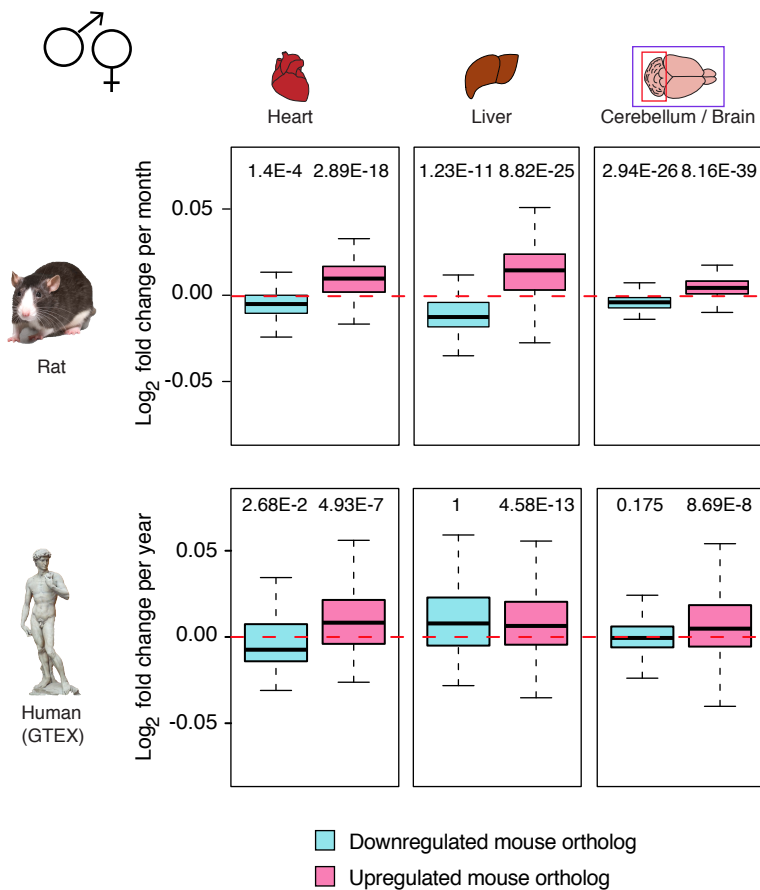 Heart
Liver
Cerebellum / Brain
Rat
Log2 fold change per month
0.05
0.00
-0.05
1.4E-4 2.89E-18
1.23E-11 8.82E-25
2.94E-26 8.16E-39
Human
(GTEX)
Log2 fold change per year
0.05
0.00
-0.05
2.68E-2 4.93E-7
1 4.58E-13
0.175 8.69E-8
Downregulated mouse ortholog
Upregulated mouse ortholog